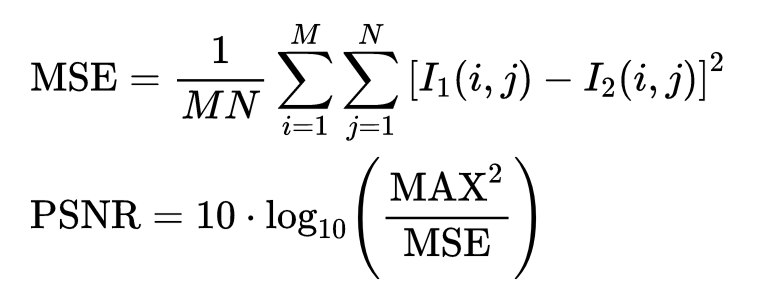 MSE = \frac{1}{MN} \sum_{i=1}^{M} \sum_{j=1}^{N} [I_1(i,j) − I_2(i,j)]^2
PSNR = 10 · log_{10} \left( \frac{MAX^2}{MSE} \right)